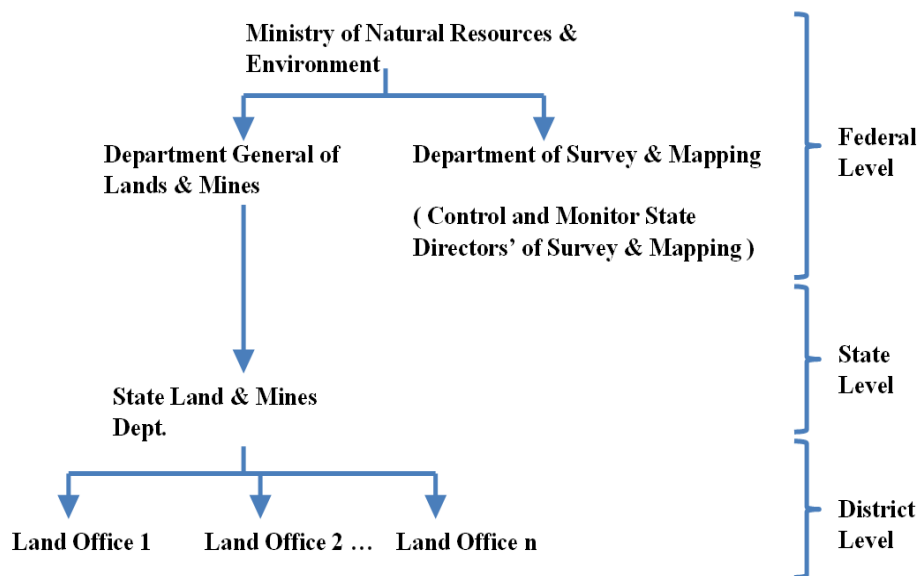 Ministry of Natural Resources &
Environment
Department General of
Lands & Mines
Department of Survey & Mapping
( Control and Monitor State
Directors’ of Survey & Mapping )
Federal
Level
State Land & Mines
Dept.
State
Level
Land Office 1
Land Office 2 ...
Land Office n
District
Level